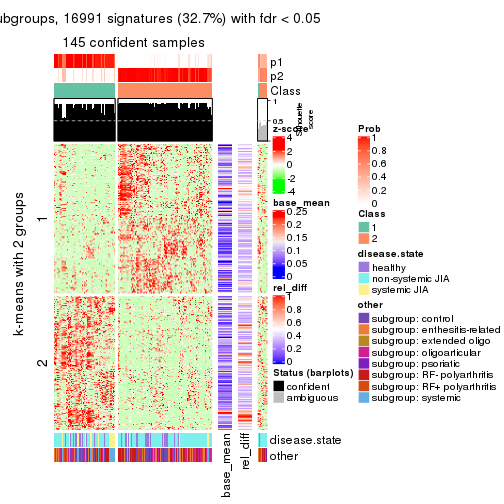 subgroups, 16991 signatures (32.7%) with fdr < 0.05
145 confident samples
p1
p2
Class
1
0.5
0
Silhouette
score
k-means with 2 groups
1
2
z-score
4
2
0
-2
-4
base_mean
0.25
0.2
0.15
0.1
0.05
0
rel_diff
1
0.8
0.6
0.4
0.2
0
Status (barplots)
confident
ambiguous
Prob
1
0.8
0.6
0.4
0.2
0
Class
1
2
disease.state
healthy
non-systemic JIA
systemic JIA
other
subgroup: control
subgroup: enthesitis-related
subgroup: extended oligo
subgroup: oligoarticular
subgroup: psoriatic
subgroup: RF- polyarthritis
subgroup: RF+ polyarthritis
subgroup: systemic
disease.state
other
base_mean
rel_diff